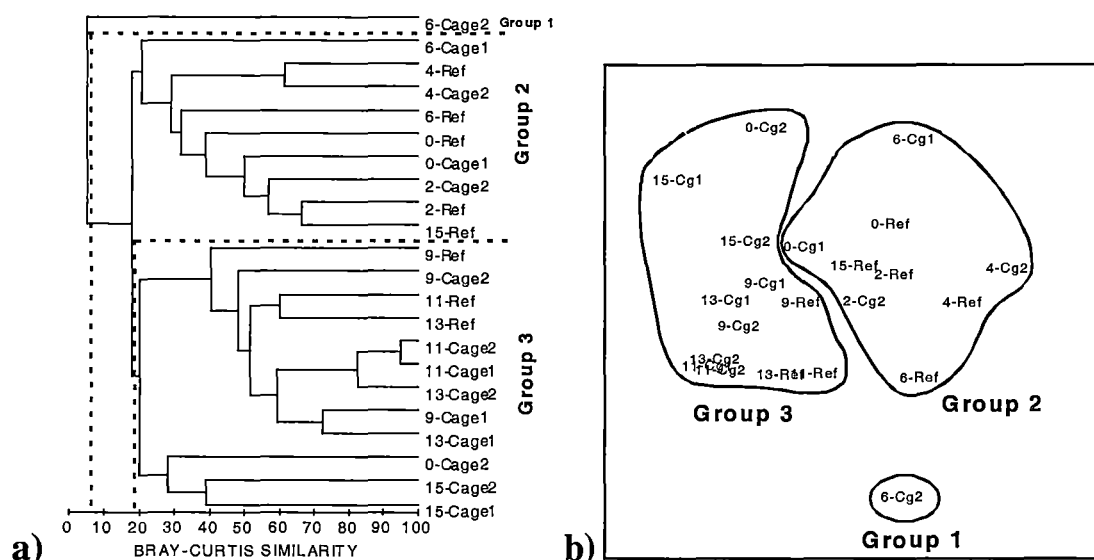 6-Cage2 Group 1
6-Cage1
4-Ref
4-Cage2
6-Ref
0-Ref
0-Cage1
2-Cage2
2-Ref
15-Ref
Group 2
9-Ref
9-Cage2
11-Ref
13-Ref
11-Cage2
11-Cage1
13-Cage2
9-Cage1
13-Cage1
0-Cage2
15-Cage2
15-Cage1
Group 3
0 10 20 30 40 50 60 70 80 90 100
BRAY-CURTIS SIMILARITY
a)
0-Cg2
6-Cg1
15-Cg1
0-Ref
15-Cg2
0-Cg1
15-Ref
2-Ref
4-Cg2
9-Cg1
13-Cg1
9-Ref
2-Cg2
4-Ref
9-Cg2
13-Cg2
11-Cg2
13-Ref
11-Ref
6-Ref
Group 3
Group 2
6-Cg2
Group 1
b)